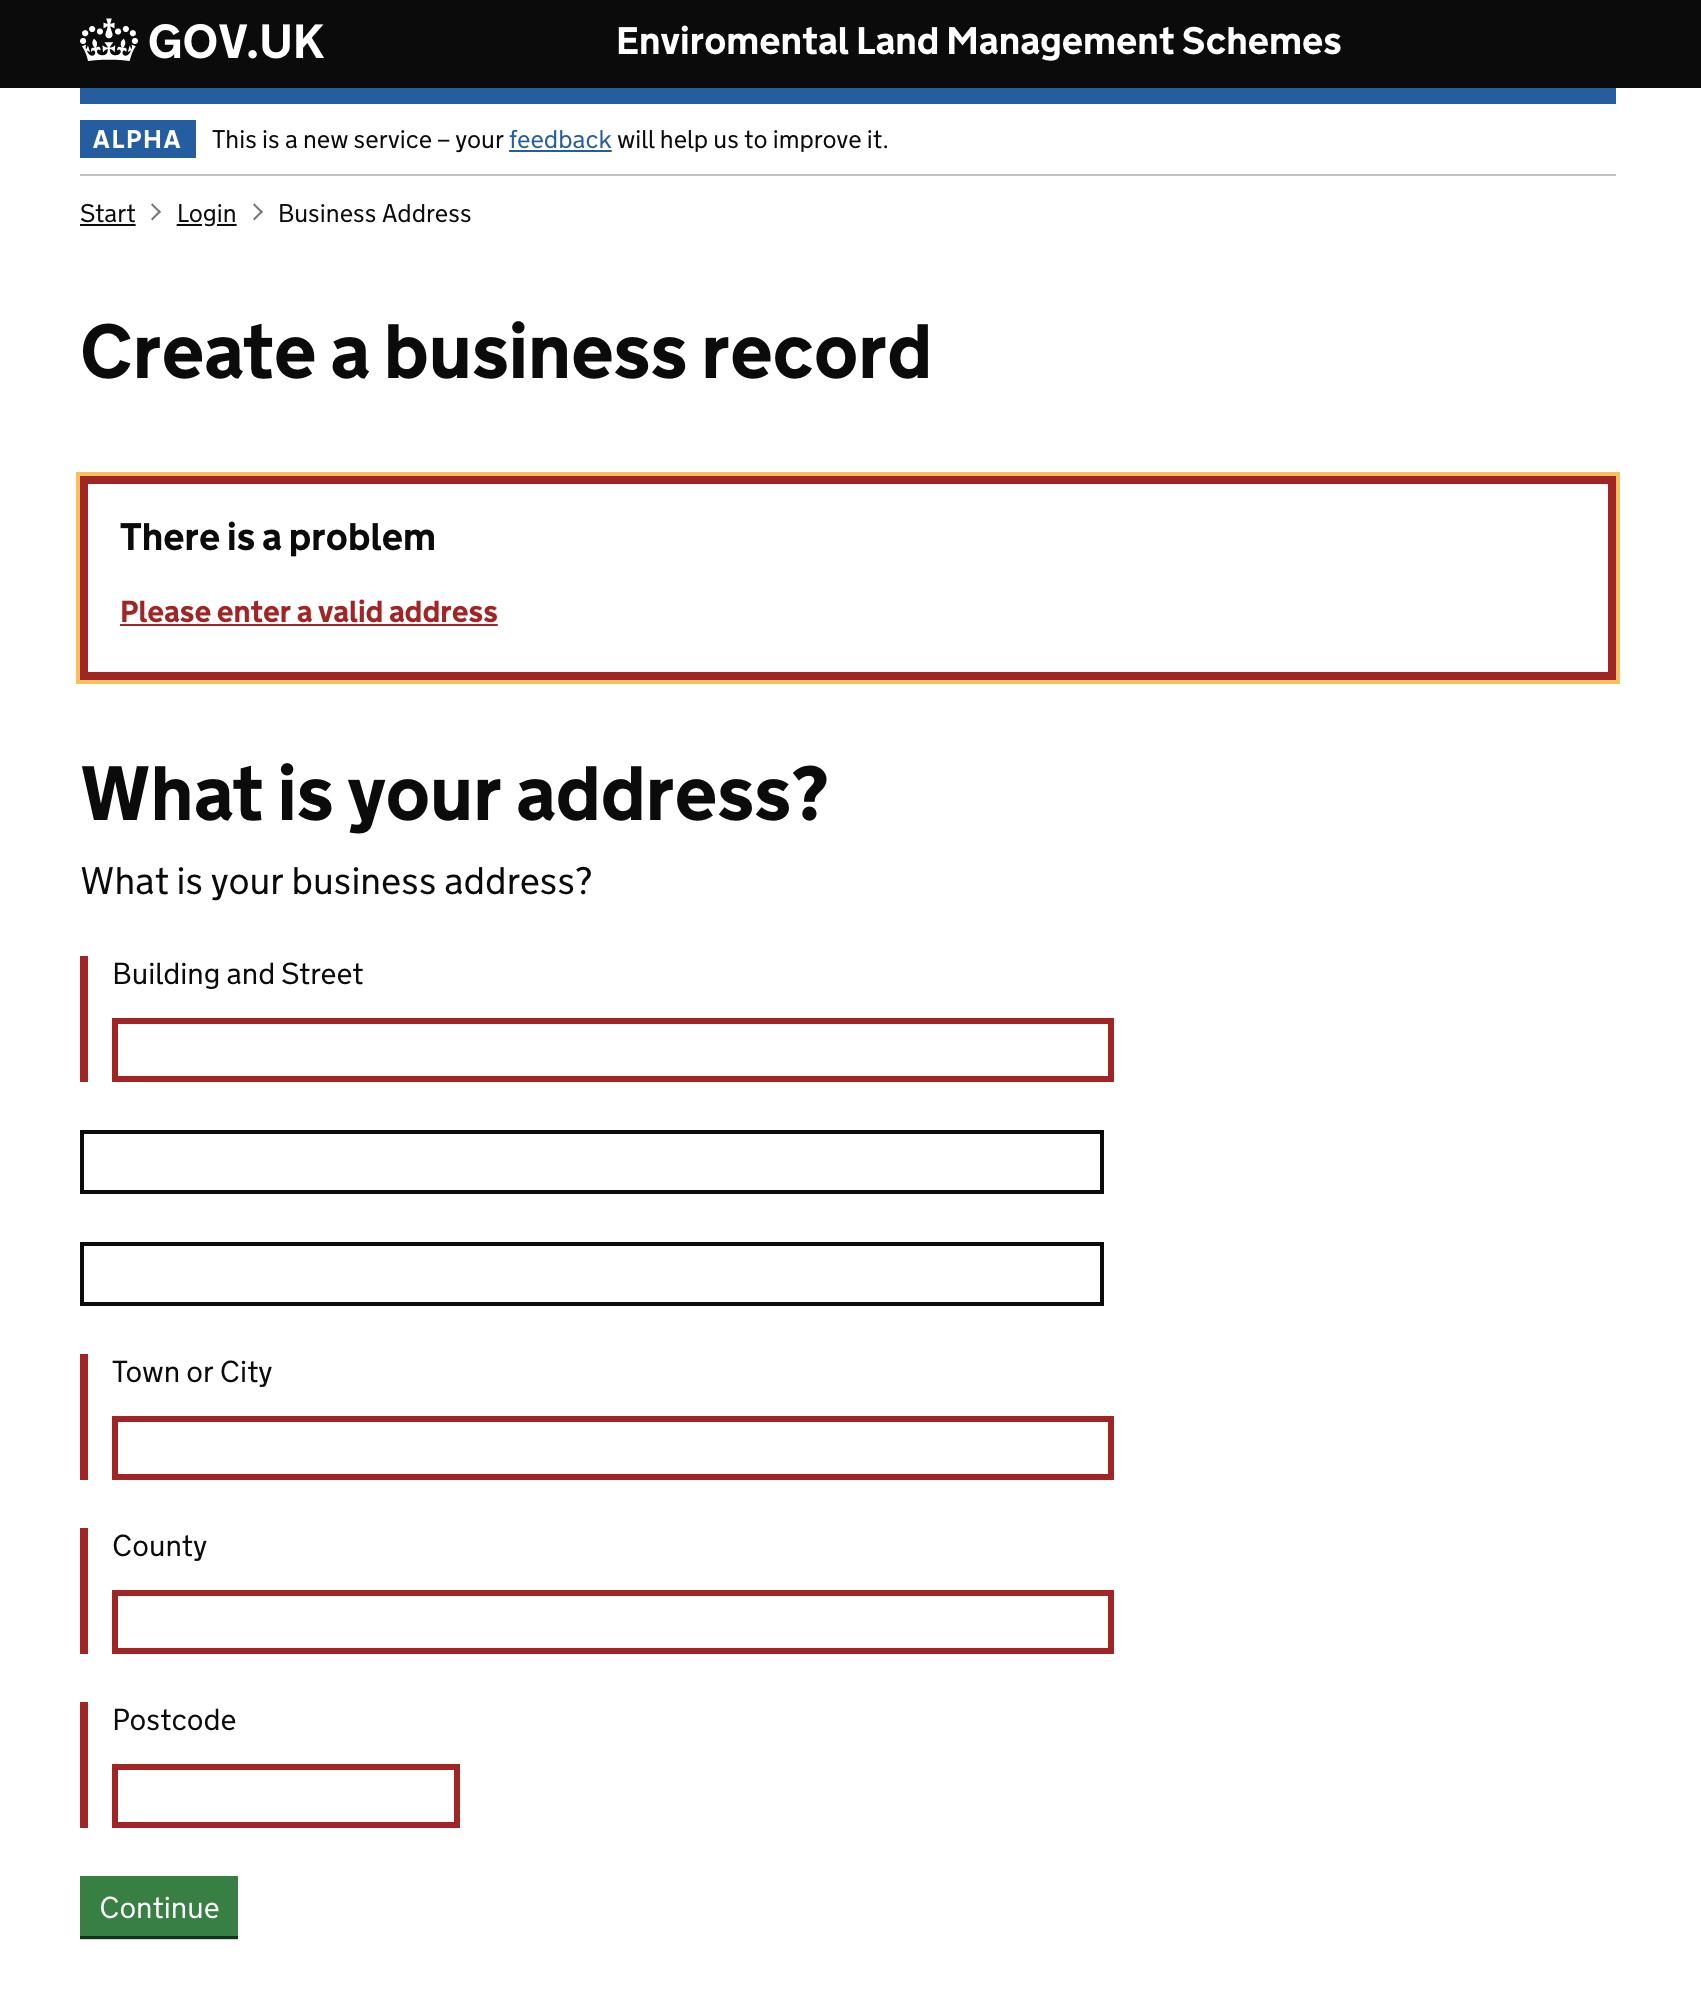 GOV.UK
Enviromental Land Management Schemes
ALPHA This is a new service – your feedback will help us to improve it.
Start > Login > Business Address
Create a business record
There is a problem
Please enter a valid address
What is your address?
What is your business address?
Building and Street
Town or City
County
Postcode
Continue